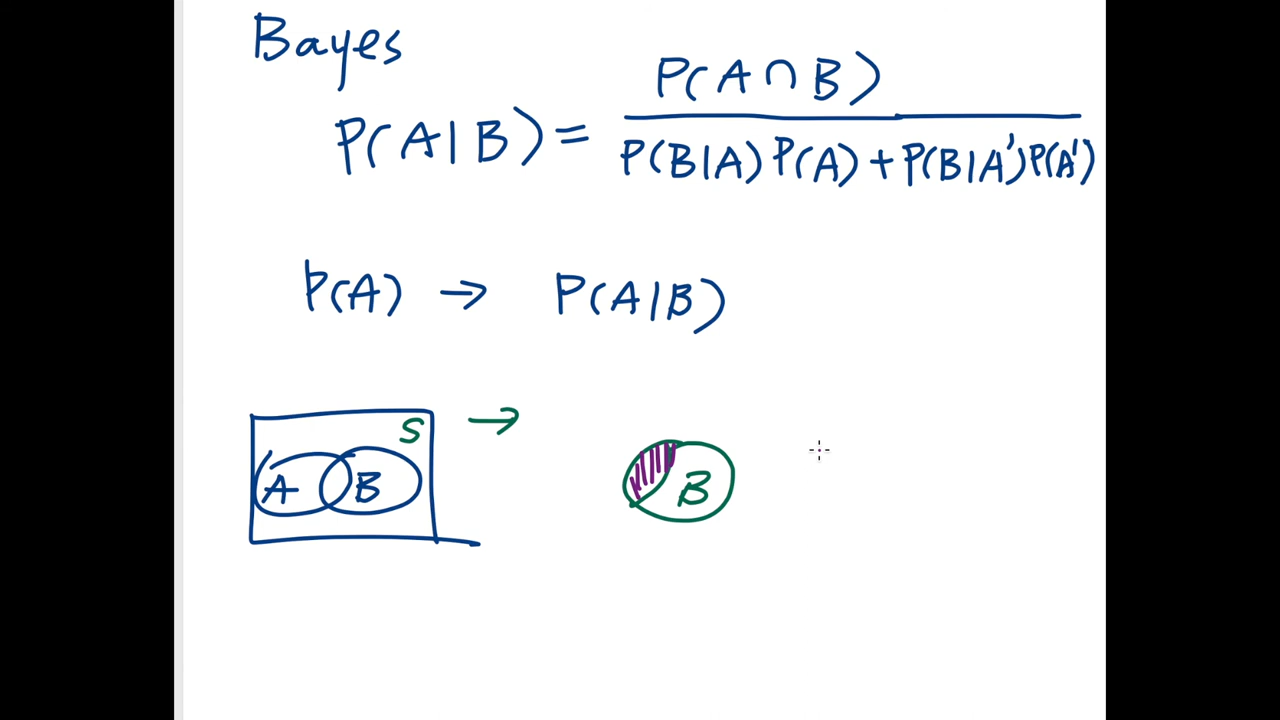 Bayes
P(A|B) = P(A∩B) / P(B|A)P(A) + P(B|A')P(A')
P(A) → P(A|B)
S →
A B B